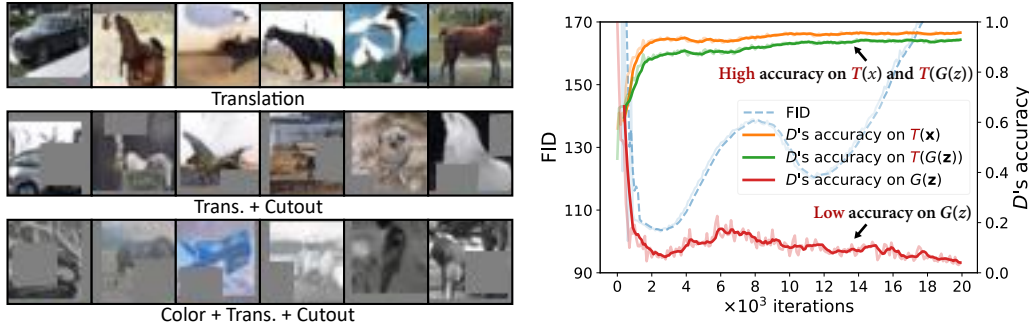 Translation
Trans. + Cutout
Color + Trans. + Cutout
170
150
130
110
90
FID
1.0
0.8
0.6
0.4
0.2
0.0
D's accuracy
High accuracy on T(x) and T(G(z))
FID
D's accuracy on T(x)
D's accuracy on T(G(z))
D's accuracy on G(z)
Low accuracy on G(z)
0 2 4 6 8 10 12 14 16 18 20
×10³ iterations